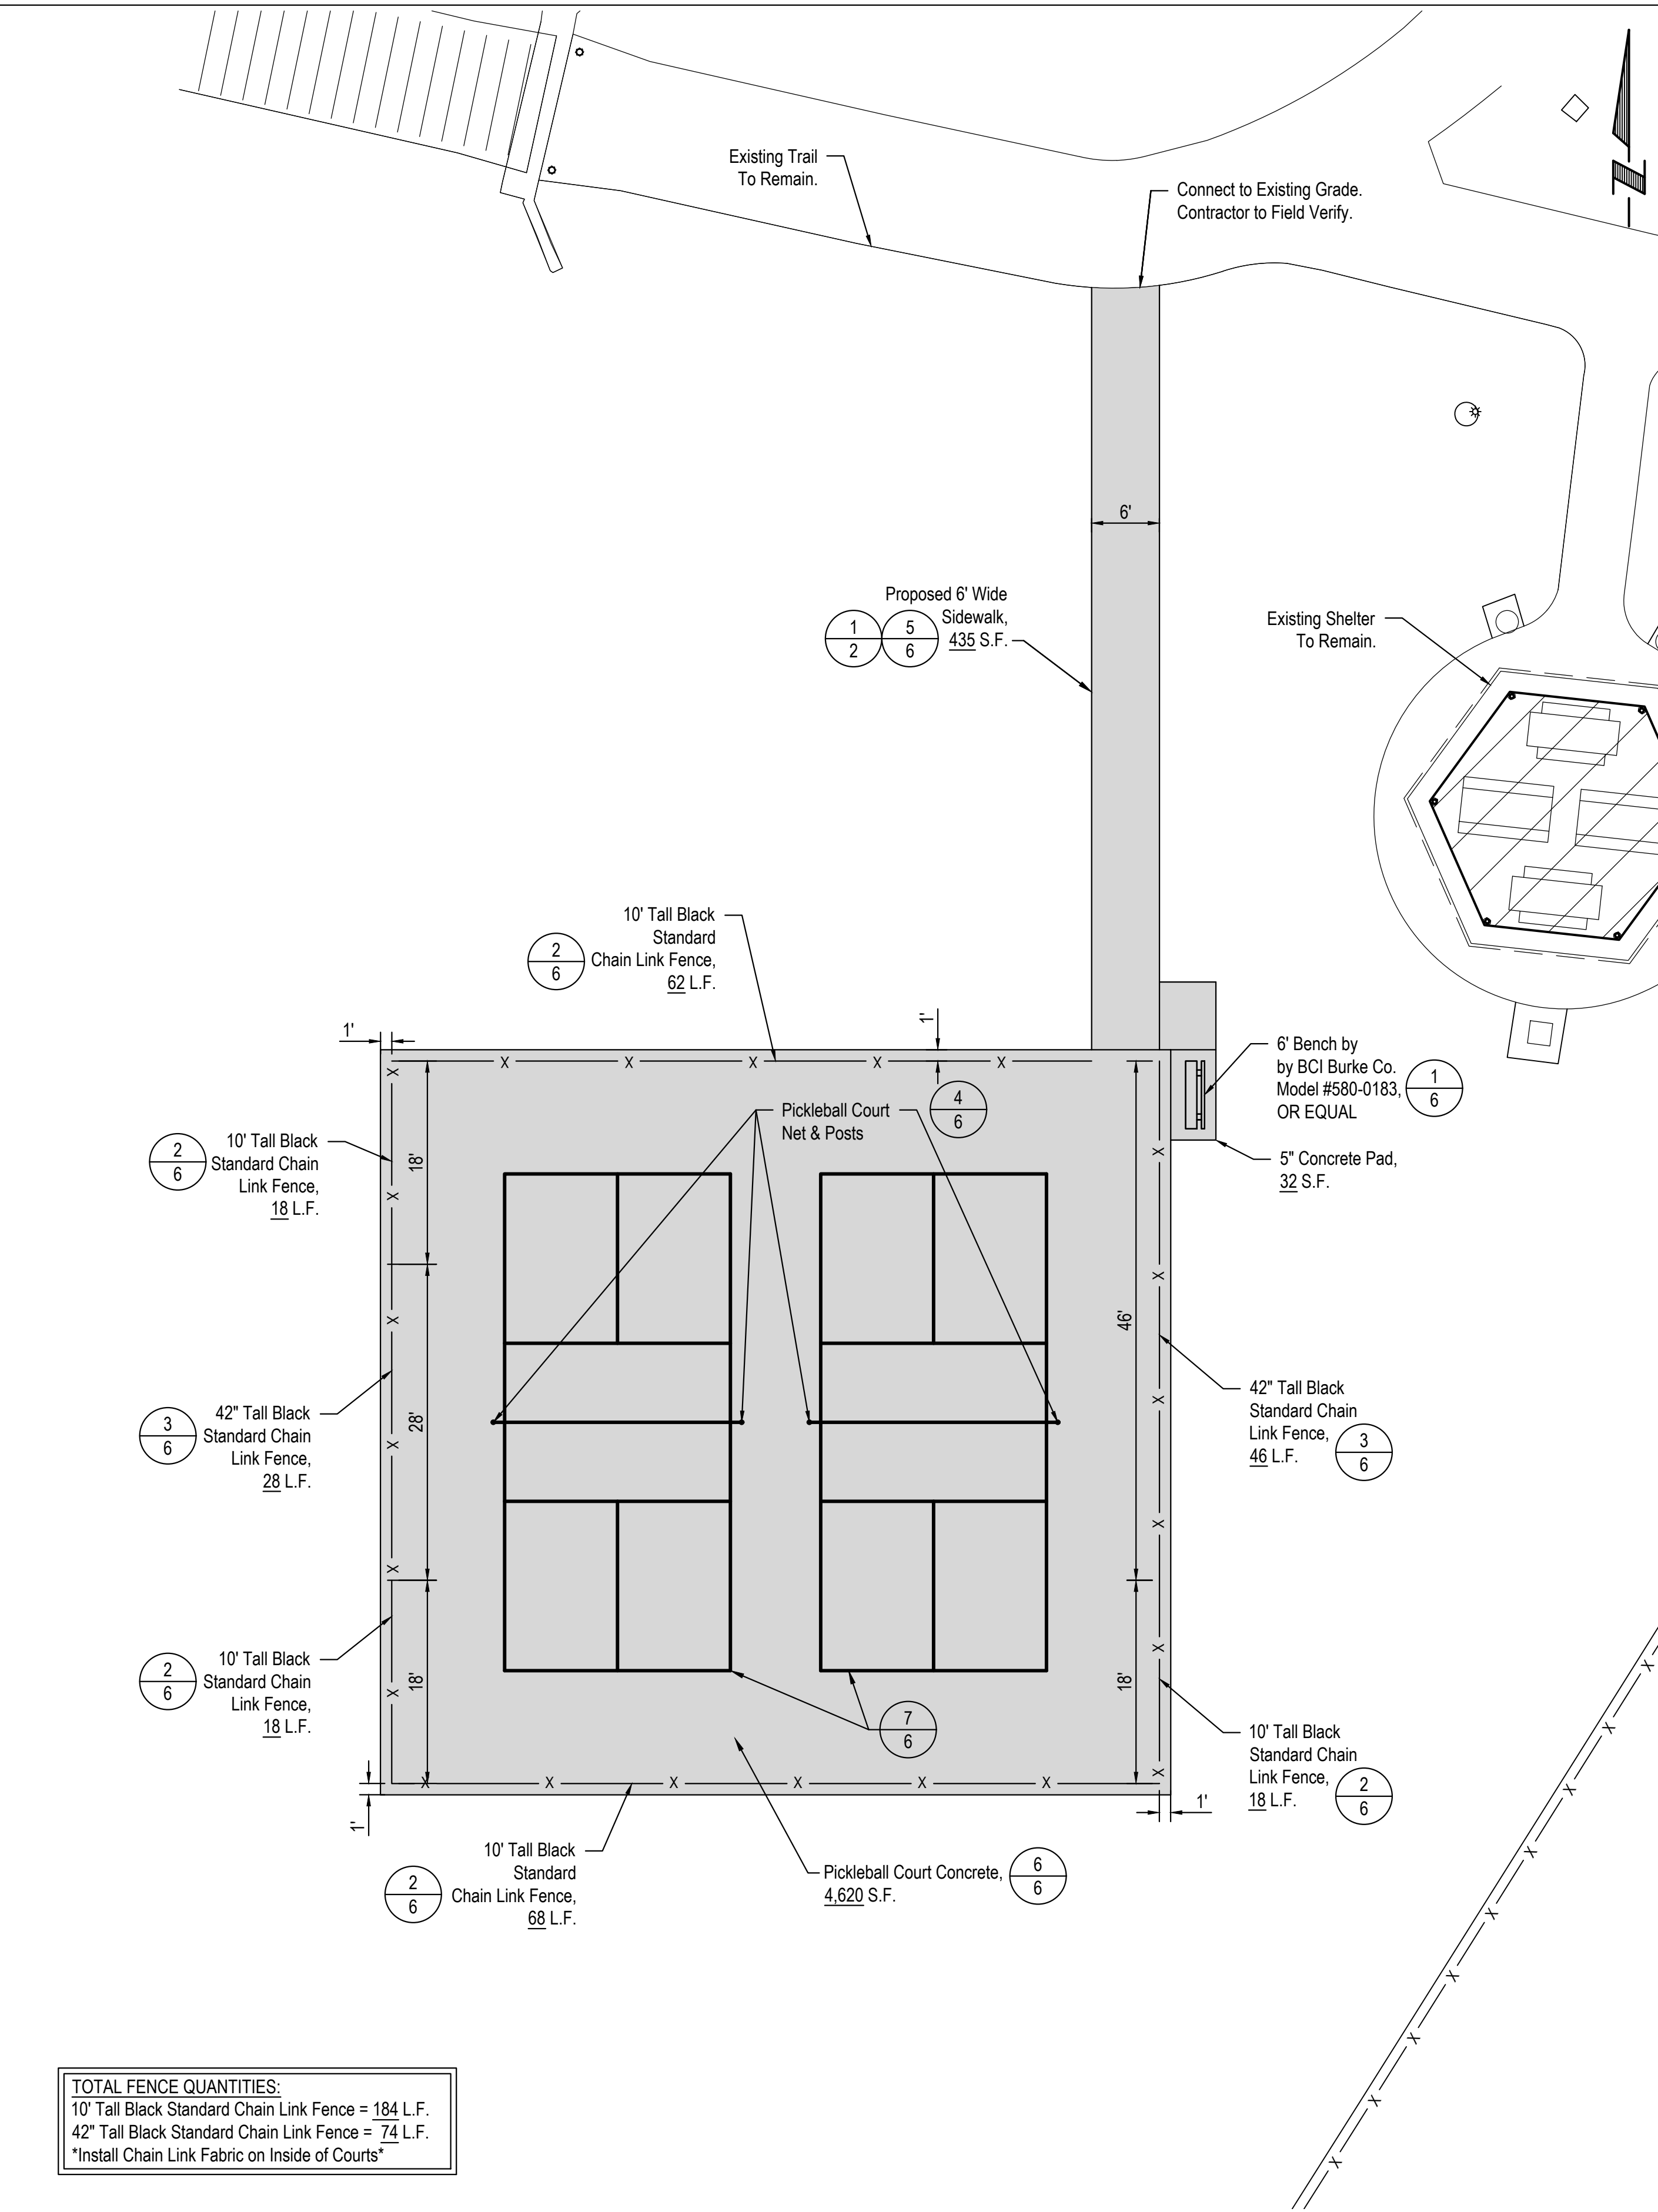 Existing Trail
To Remain.
Connect to Existing Grade.
Contractor to Field Verify.
Z
6'
Proposed 6' Wide
Sidewalk,
435 S.F.
1
2
5
6
Existing Shelter
To Remain.
10' Tall Black
Standard
Chain Link Fence,
62 L.F.
2
6
1'
1'
X X X X X
6' Bench by
by BCI Burke Co.
Model #580-0183,
OR EQUAL
1
6
5" Concrete Pad,
32 S.F.
Pickleball Court
Net & Posts
4
6
10' Tall Black
Standard Chain
Link Fence,
18 L.F.
2
6
18'
46'
42" Tall Black
Standard Chain
Link Fence,
28 L.F.
3
6
28'
42" Tall Black
Standard Chain
Link Fence,
46 L.F.
3
6
10' Tall Black
Standard Chain
Link Fence,
18 L.F.
2
6
18'
18'
7
6
10' Tall Black
Standard Chain
Link Fence,
18 L.F.
2
6
X X X X X X
1'
1'
10' Tall Black
Standard
Chain Link Fence,
68 L.F.
2
6
Pickleball Court Concrete,
4,620 S.F.
6
6
TOTAL FENCE QUANTITIES:
10' Tall Black Standard Chain Link Fence = 184 L.F.
42" Tall Black Standard Chain Link Fence = 74 L.F.
*Install Chain Link Fabric on Inside of Courts*